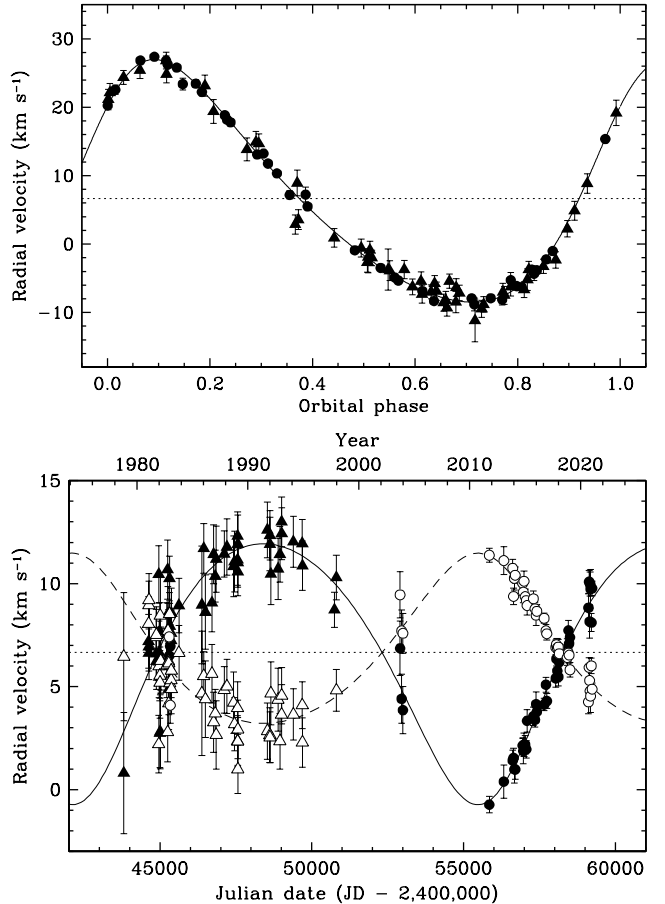 30
20
10
0
−10
Radial velocity (km s⁻¹)
0.0 0.2 0.4 0.6 0.8 1.0
Orbital phase
Year
1980 1990 2000 2010 2020
15
10
5
0
Radial velocity (km s⁻¹)
45000 50000 55000 60000
Julian date (JD − 2,400,000)